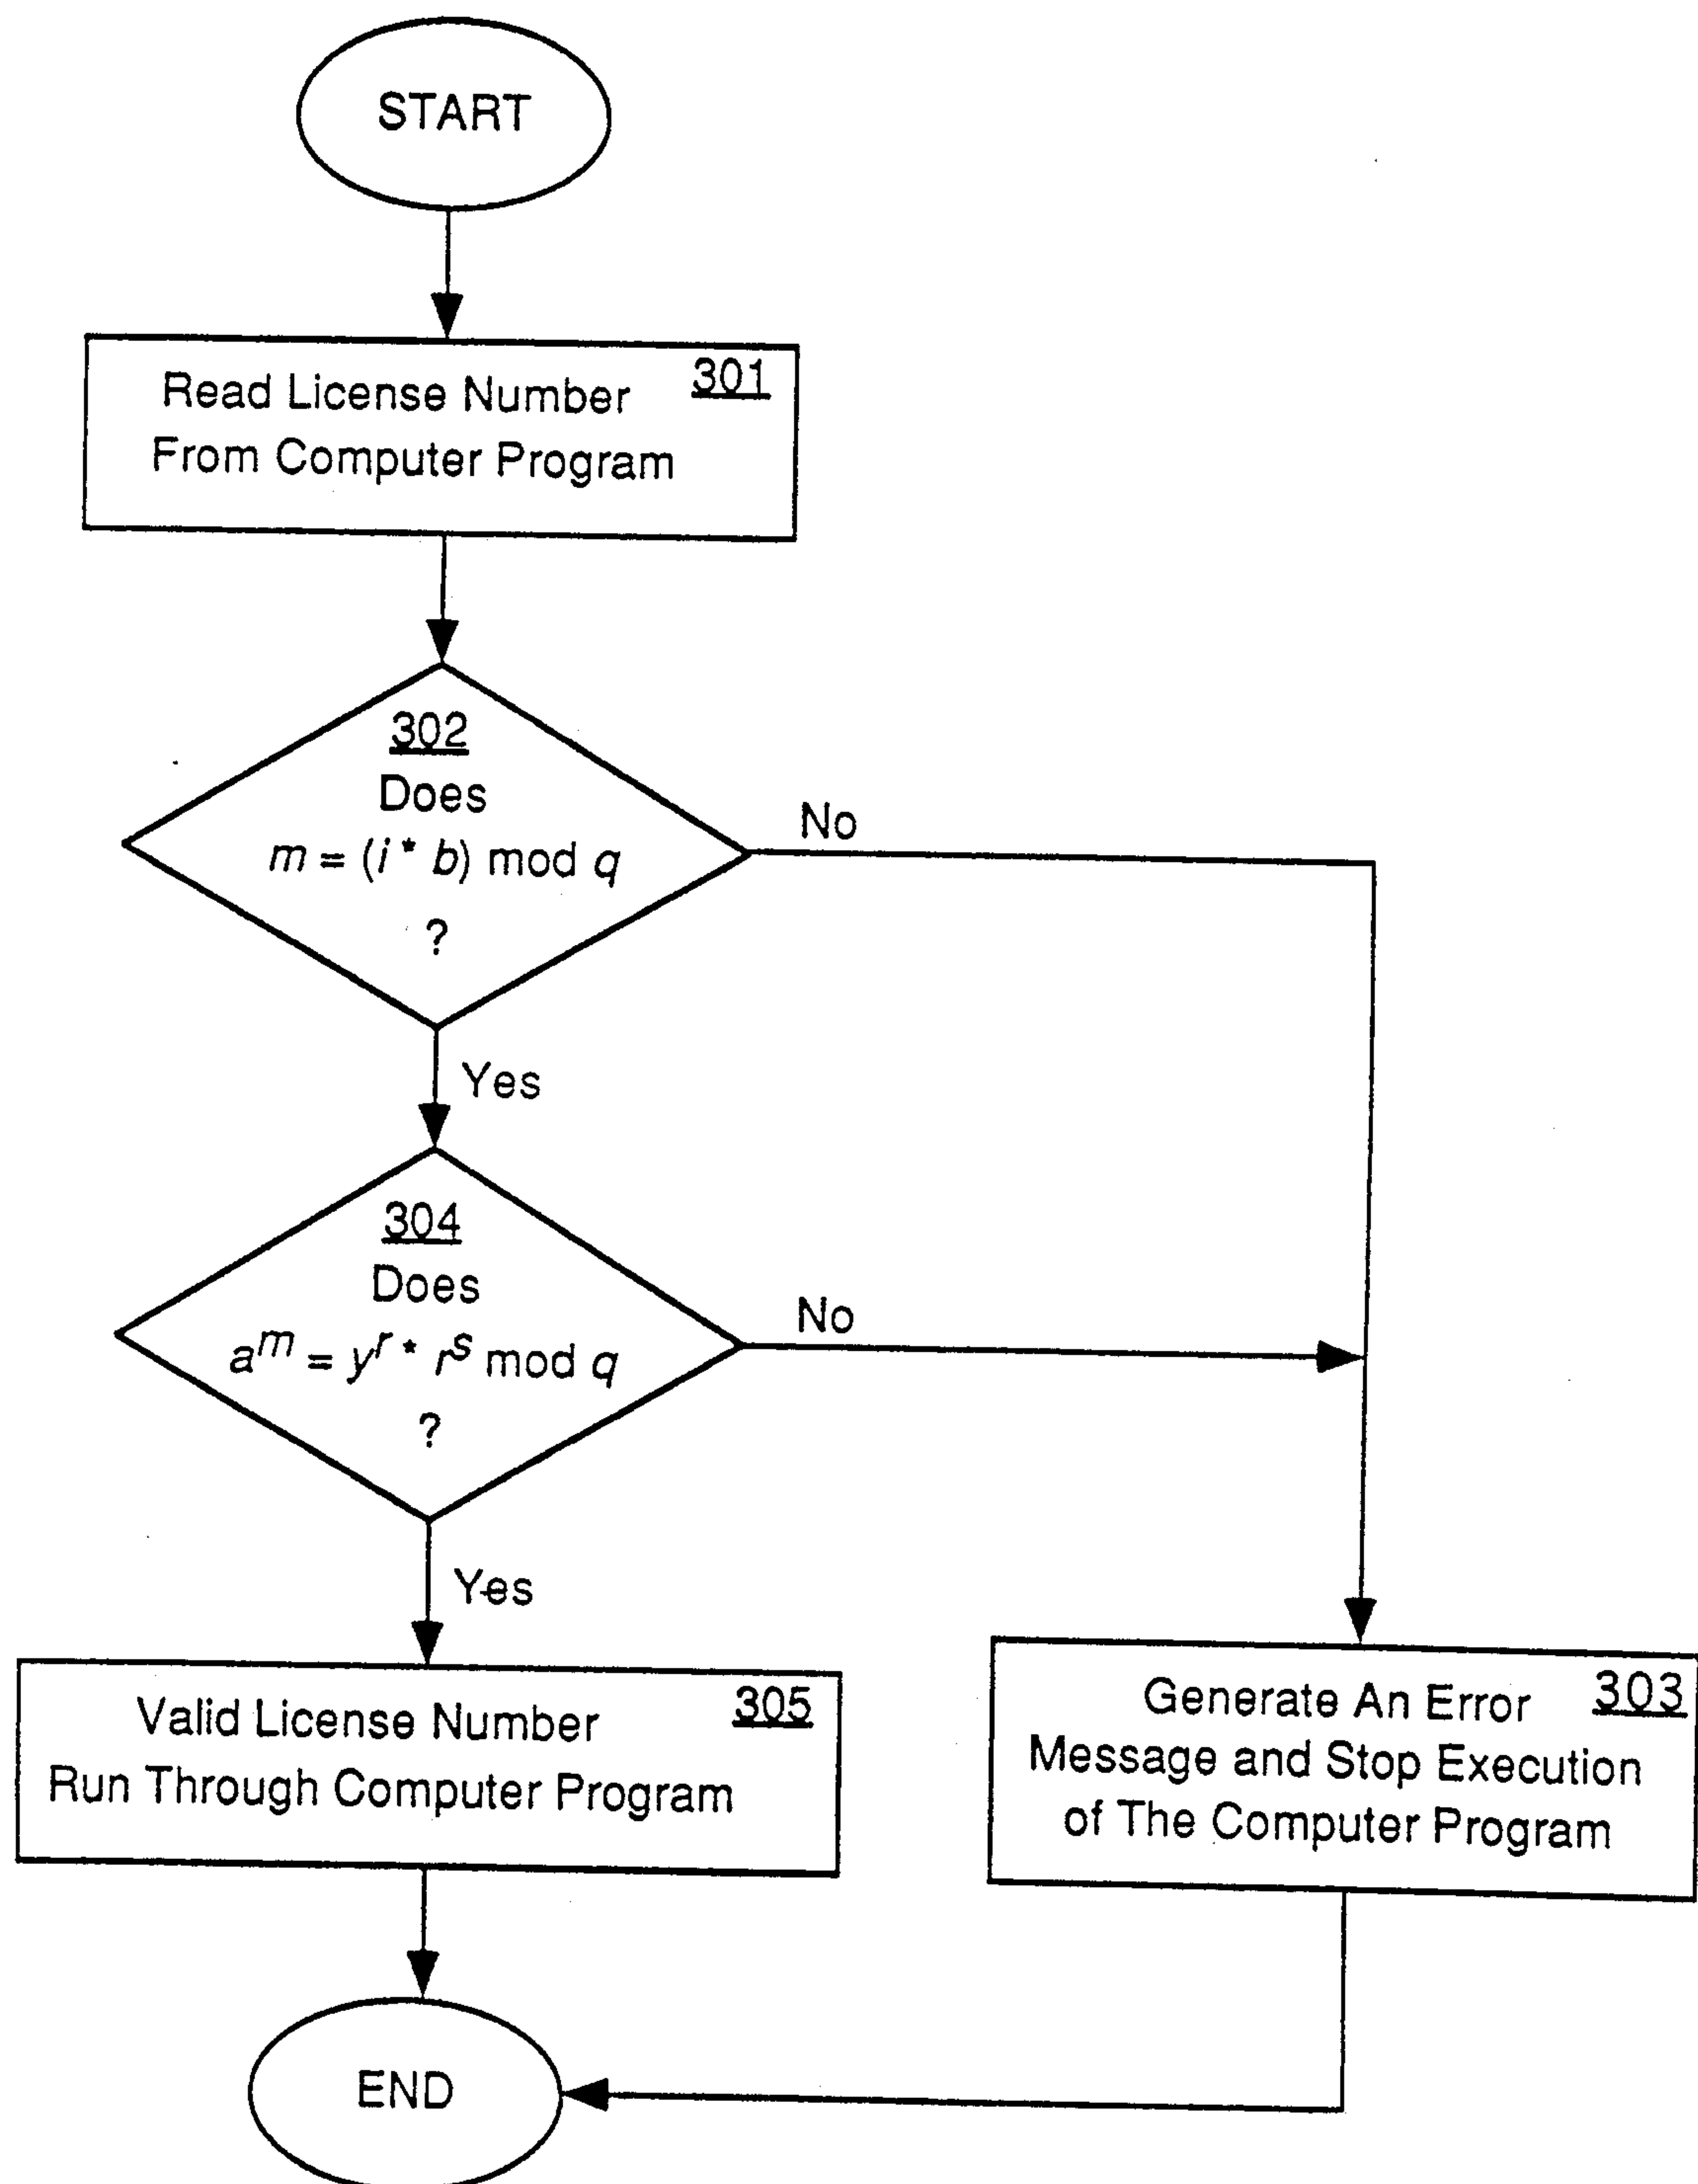 START
301
Read License Number
From Computer Program
302
Does
m = (i * b) mod q
?
No
Yes
304
Does
a^m = y^r * r^s mod q
?
No
Yes
305
Valid License Number
Run Through Computer Program
303
Generate An Error
Message and Stop Execution
of The Computer Program
END